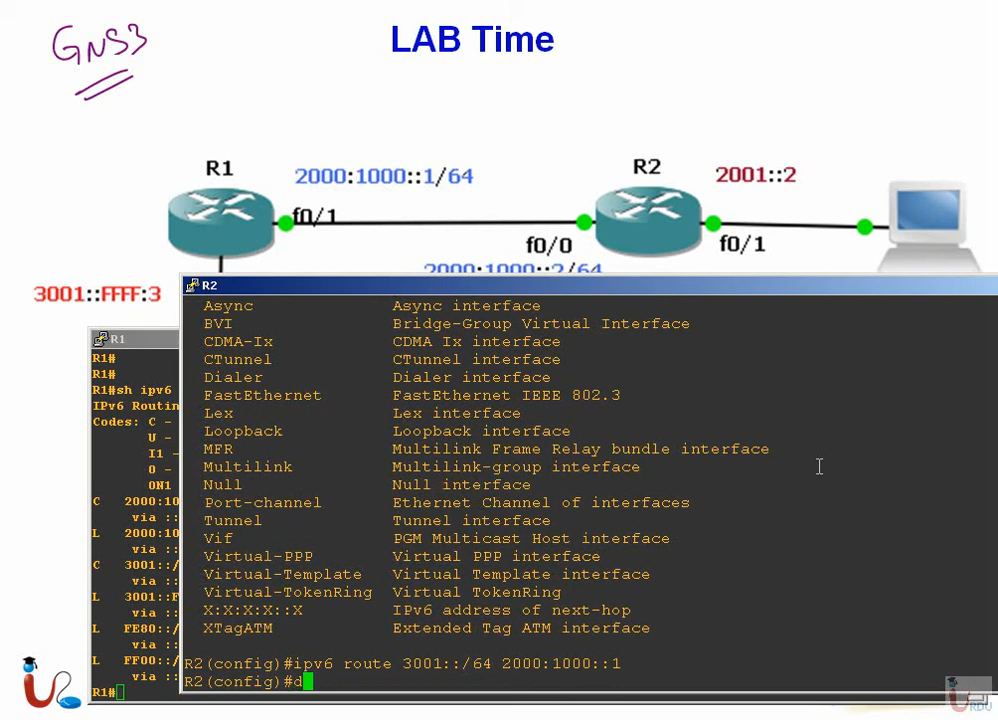 GNS3
LAB Time
R1
2000:1000::1/64
R2
2001::2
f0/1
f0/0
f0/1
2000:1000::2/64
3001::FFFF:3
R2
Async Async interface
BVI Bridge-Group Virtual Interface
CDMA-Ix CDMA Ix interface
CTunnel CTunnel interface
Dialer Dialer interface
FastEthernet FastEthernet IEEE 802.3
Lex Lex interface
Loopback Loopback interface
MFR Multilink Frame Relay bundle interface
Multilink Multilink-group interface
Null Null interface
Port-channel Ethernet Channel of interfaces
Tunnel Tunnel interface
Vif PGM Multicast Host interface
Virtual-PPP Virtual PPP interface
Virtual-Template Virtual Template interface
Virtual-TokenRing Virtual TokenRing
X:X:X:X::X IPv6 address of next-hop
XTagATM Extended Tag ATM interface
R2(config)#ipv6 route 3001::/64 2000:1000::1
R2(config)#d
R1
R1#
R1#
R1#sh ipv6
IPv6 Routin
Codes: C -
U -
I1 -
O -
ON1
C 2000:10
via ::
L 2000:10
via ::
C 3001::/
via ::
L 3001::F
via ::
L FE80::/
via ::
L FF00::/
via ::
R1#
URDU